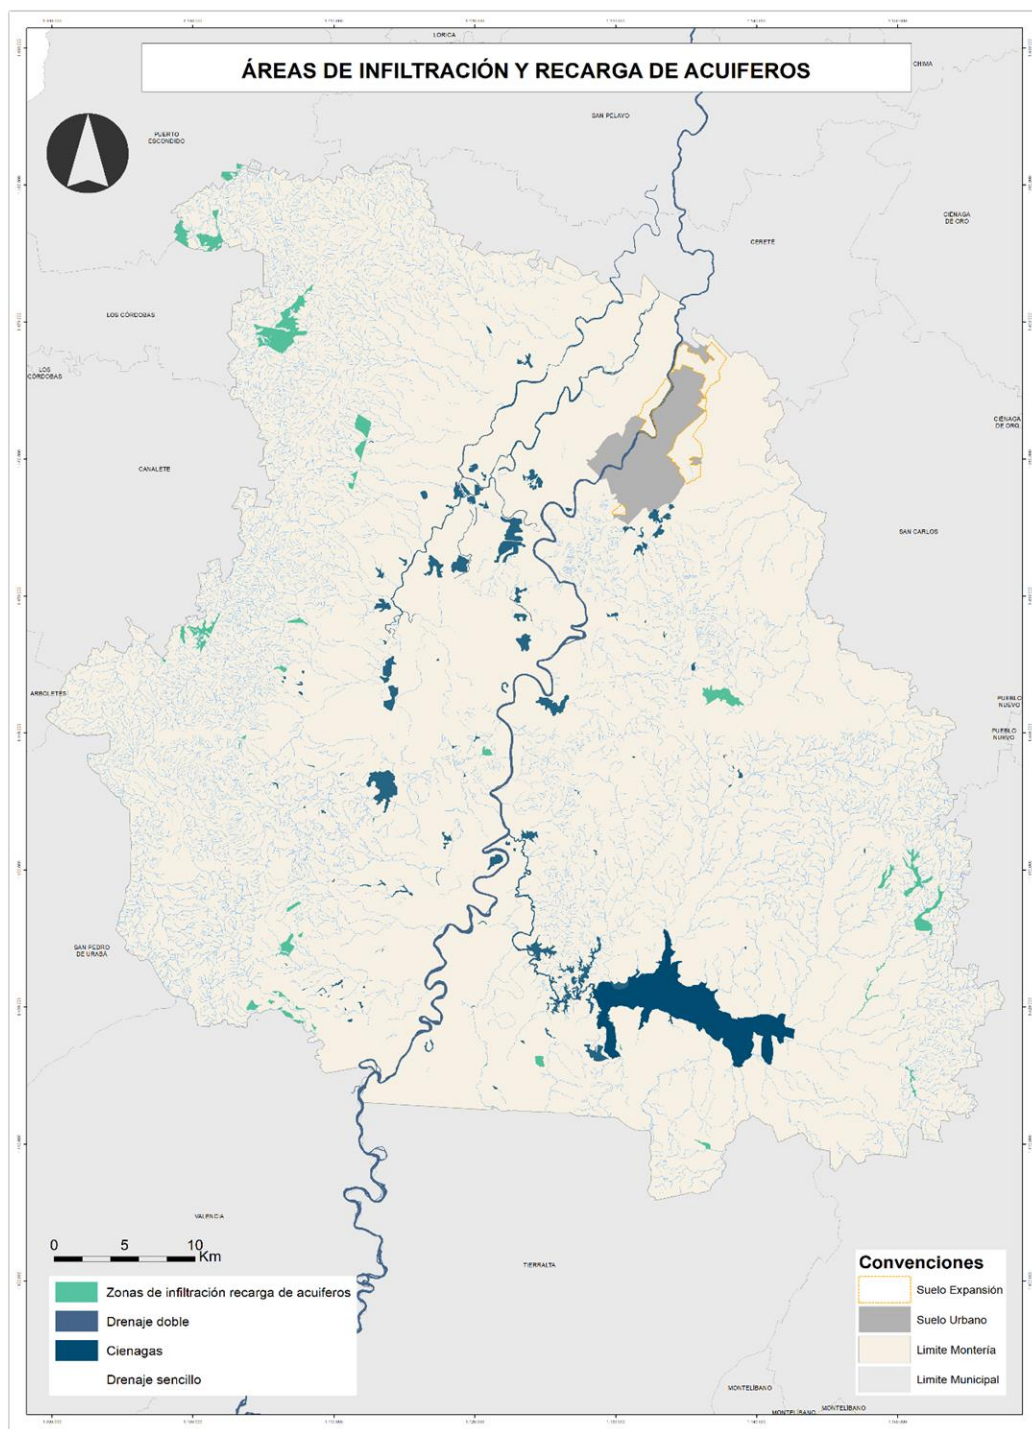 LORICA
ÁREAS DE INFILTRACIÓN Y RECARGA DE ACUIFEROS
CHIMA
SAN PELAYO
PUERTO
ESCONDIDO
CIÉNAGA
DE ORO
CERETÉ
LOS CÓRDOBAS
LOS
CÓRDOBAS
CIÉNAGA
DE ORO
CANALETE
SAN CARLOS
ARBOLETES
PUEBLO
NUEVO
PUEBLO
NUEVO
SAN PEDRO
DE URABÁ
VALENCIA
TIERRALTA
0 5 10
Km
Zonas de infiltración recarga de acuiferos
Drenaje doble
Cienagas
Drenaje sencillo
Convenciones
Suelo Expansión
Suelo Urbano
Limite Montería
Limite Municipal
MONTELÍBANO
MONTELÍBANO
MONTELÍBANO